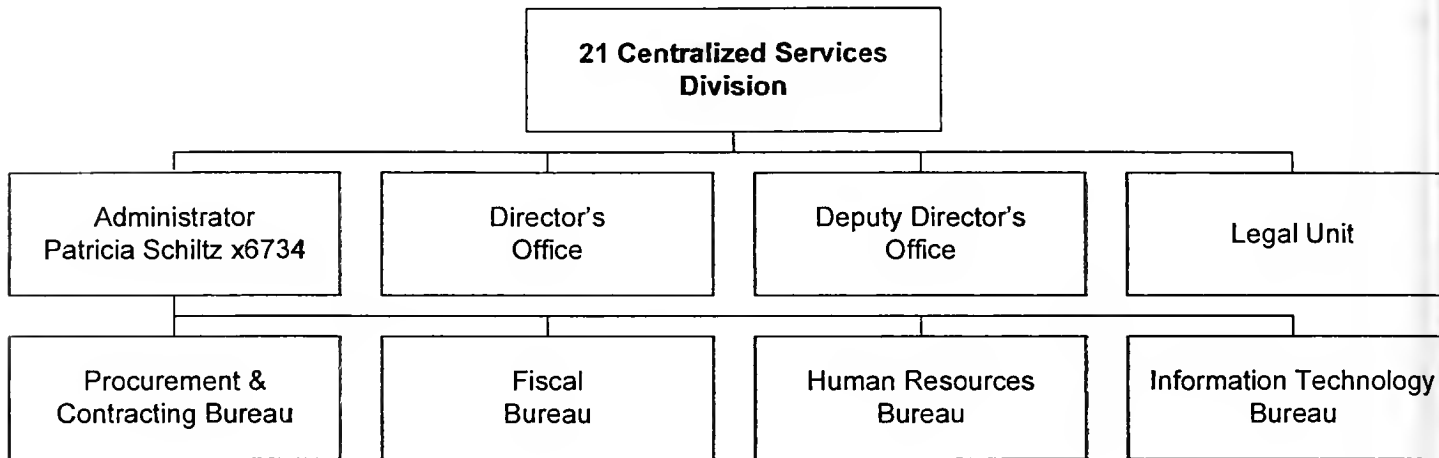 21 Centralized Services
Division
Administrator
Patricia Schiltz x6734
Director's
Office
Deputy Director's
Office
Legal Unit
Procurement &
Contracting Bureau
Fiscal
Bureau
Human Resources
Bureau
Information Technology
Bureau